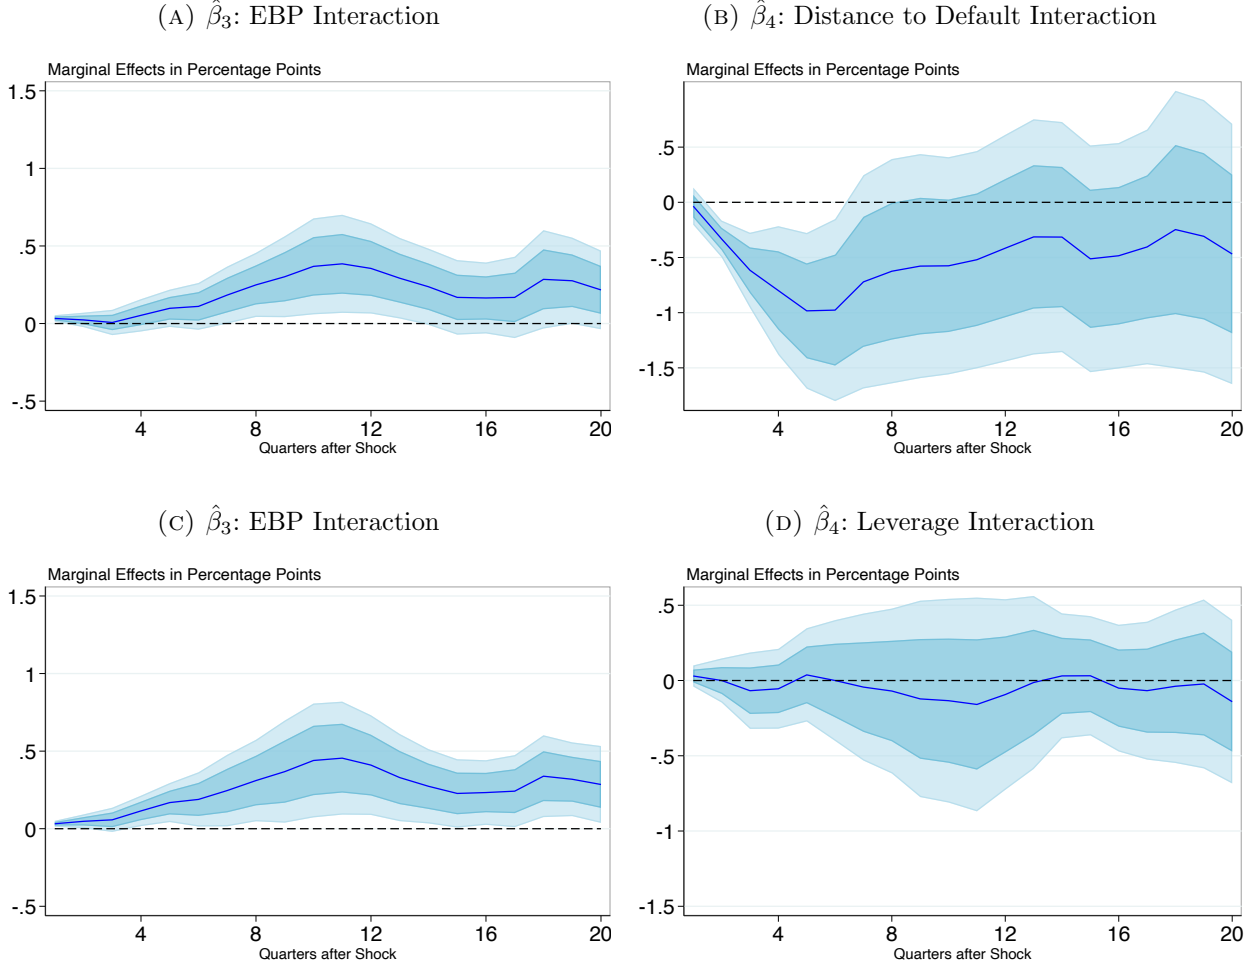 (A) β̂₃: EBP Interaction
Marginal Effects in Percentage Points
1.5
1
.5
0
-.5
4 8 12 16 20
Quarters after Shock
(B) β̂₄: Distance to Default Interaction
Marginal Effects in Percentage Points
.5
0
-.5
-1
-1.5
4 8 12 16 20
Quarters after Shock
(C) β̂₃: EBP Interaction
Marginal Effects in Percentage Points
1.5
1
.5
0
-.5
4 8 12 16 20
Quarters after Shock
(D) β̂₄: Leverage Interaction
Marginal Effects in Percentage Points
.5
0
-.5
-1
-1.5
4 8 12 16 20
Quarters after Shock